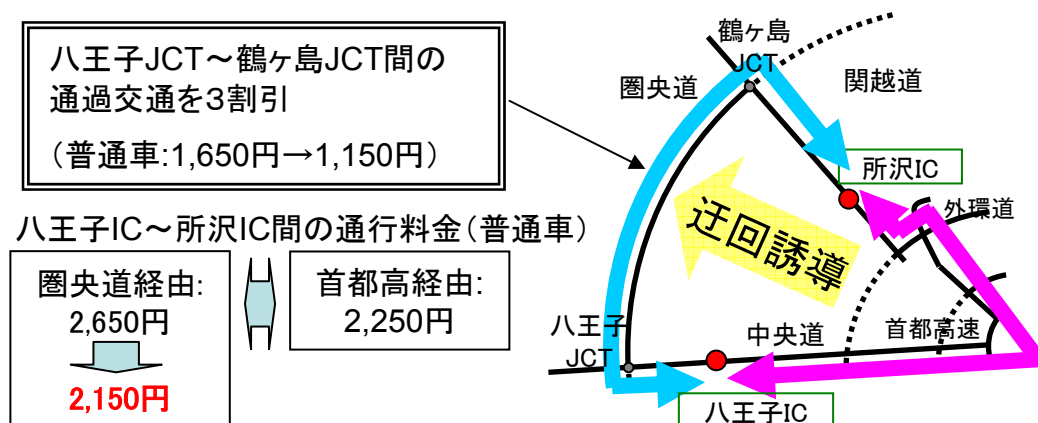 八王子JCT～鶴ヶ島JCT間の
通過交通を３割引
（普通車:1,650円→1,150円）
八王子IC～所沢IC間の通行料金（普通車）
圏央道経由:
2,650円
2,150円
首都高経由:
2,250円
鶴ヶ島
JCT
圏央道
関越道
所沢IC
外環道
迂回誘導
八王子
JCT
中央道
首都高速
八王子IC